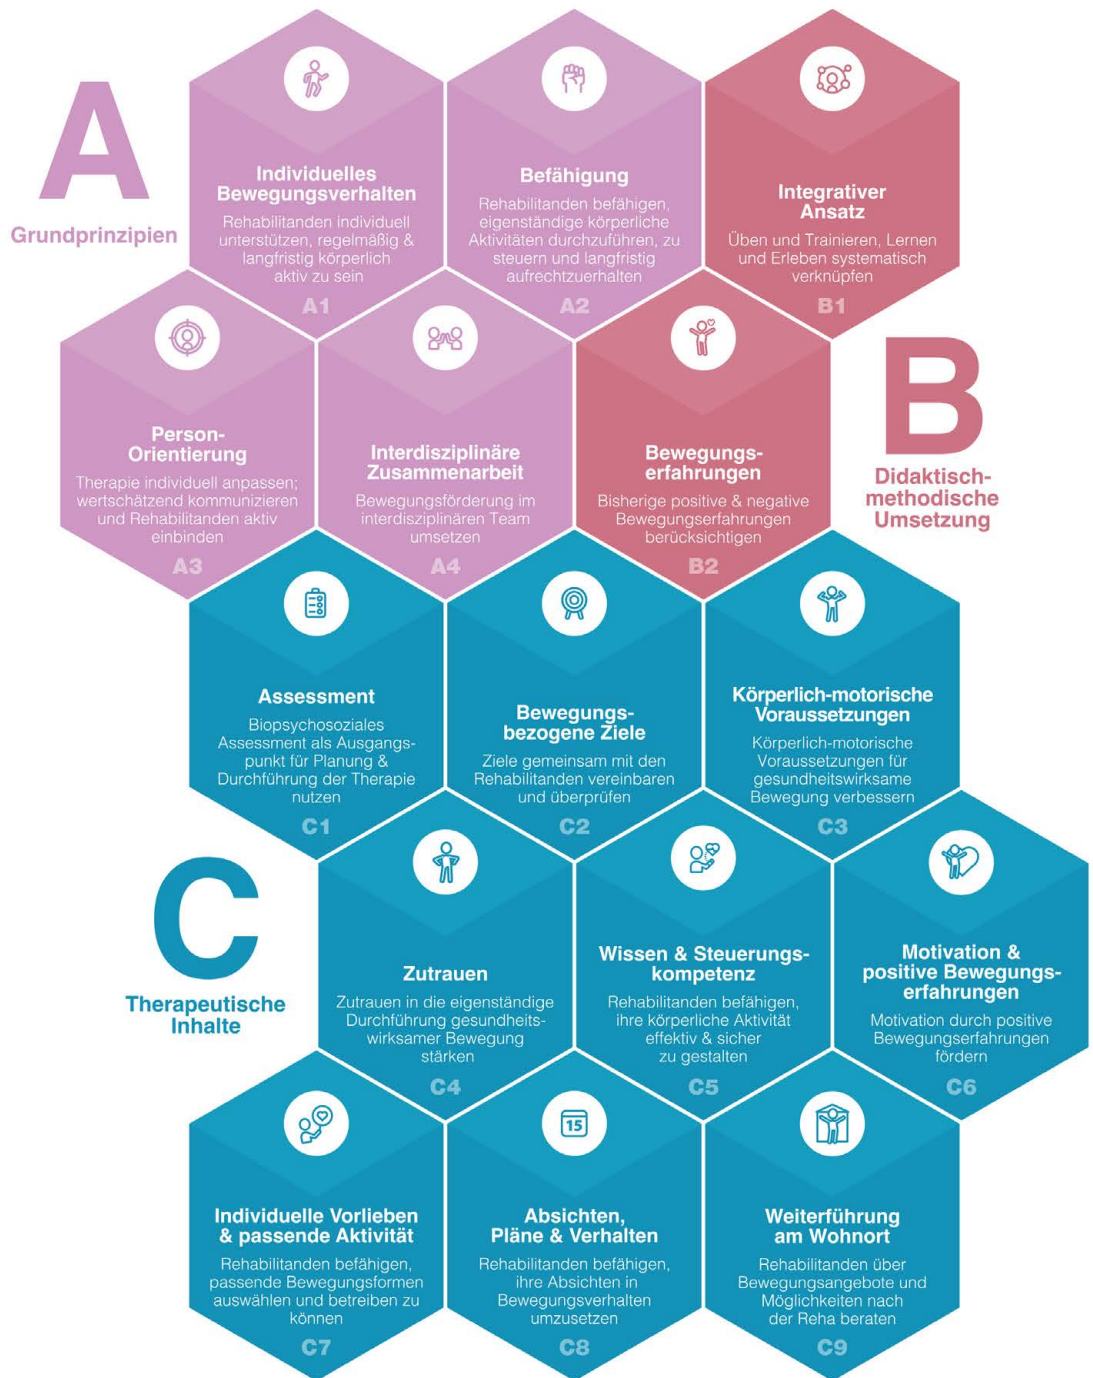 A
Grundprinzipien
Individuelles
Bewegungsverhalten
Rehabilitanden individuell
unterstützen, regelmäßig &
langfristig körperlich
aktiv zu sein
A1
Befähigung
Rehabilitanden befähigen,
eigenständige körperliche
Aktivitäten durchzuführen, zu
steuern und langfristig
aufrechtzuerhalten
A2
Integrativer
Ansatz
Üben und Trainieren, Lernen
und Erleben systematisch
verknüpfen
B1
Person-
Orientierung
Therapie individuell anpassen;
wertschätzend kommunizieren
und Rehabilitanden aktiv
einbinden
A3
Interdisziplinäre
Zusammenarbeit
Bewegungsförderung im
interdisziplinären Team
umsetzen
A4
Bewegungs-
erfahrungen
Bisherige positive & negative
Bewegungserfahrungen
berücksichtigen
B2
B
Didaktisch-
methodische
Umsetzung
Assessment
Biopsychosoziales
Assessment als Ausgangs-
punkt für Planung &
Durchführung der Therapie
nutzen
C1
Bewegungs-
bezogene Ziele
Ziele gemeinsam mit den
Rehabilitanden vereinbaren
und überprüfen
C2
Körperlich-motorische
Voraussetzungen
Körperlich-motorische
Voraussetzungen für
gesundheitswirksame
Bewegung verbessern
C3
C
Therapeutische
Inhalte
Zutrauen
Zutrauen in die eigenständige
Durchführung gesundheits-
wirksamer Bewegung
stärken
C4
Wissen & Steuerungs-
kompetenz
Rehabilitanden befähigen,
ihre körperliche Aktivität
effektiv & sicher
zu gestalten
C5
Motivation &
positive Bewegungs-
erfahrungen
Motivation durch positive
Bewegungserfahrungen
fördern
C6
Individuelle Vorlieben
& passende Aktivität
Rehabilitanden befähigen,
passende Bewegungsformen
auswählen und betreiben zu
können
C7
15
Absichten,
Pläne & Verhalten
Rehabilitanden befähigen,
ihre Absichten in
Bewegungsverhalten
umzusetzen
C8
Weiterführung
am Wohnort
Rehabilitanden über
Bewegungsangebote und
Möglichkeiten nach
der Reha beraten
C9